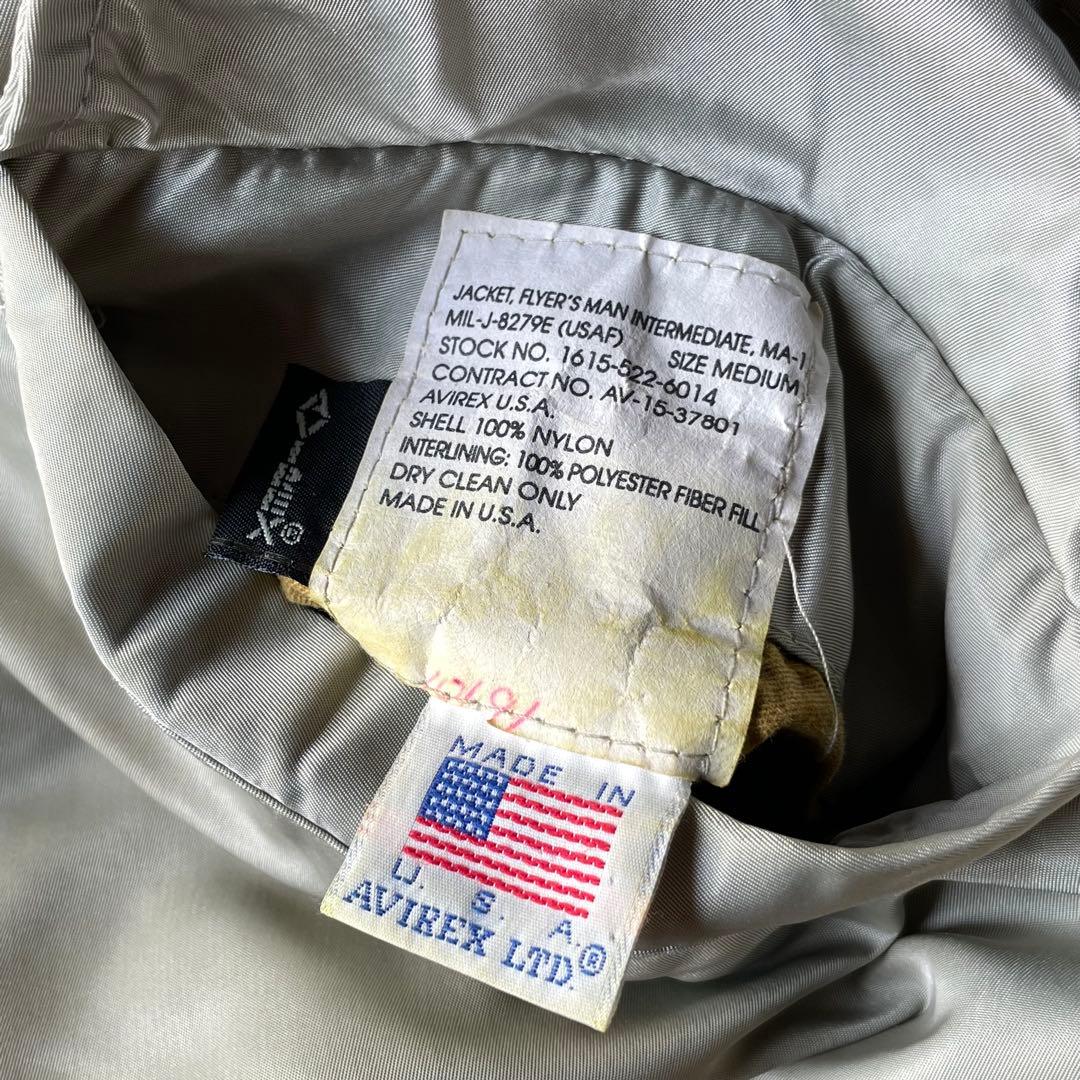 JACKET, FLYER'S MAN INTERMEDIATE, MA-1
MIL-J-8279E (USAF) SIZE MEDIUM
STOCK NO. 1615-522-6014
CONTRACT NO. AV-15-37801
AVIREX U.S.A.
SHELL 100% NYLON
INTERLINING: 100% POLYESTER FIBER FILL
DRY CLEAN ONLY
MADE IN U.S.A.
MADE IN
U. S. A.
AVIREX LTD.®